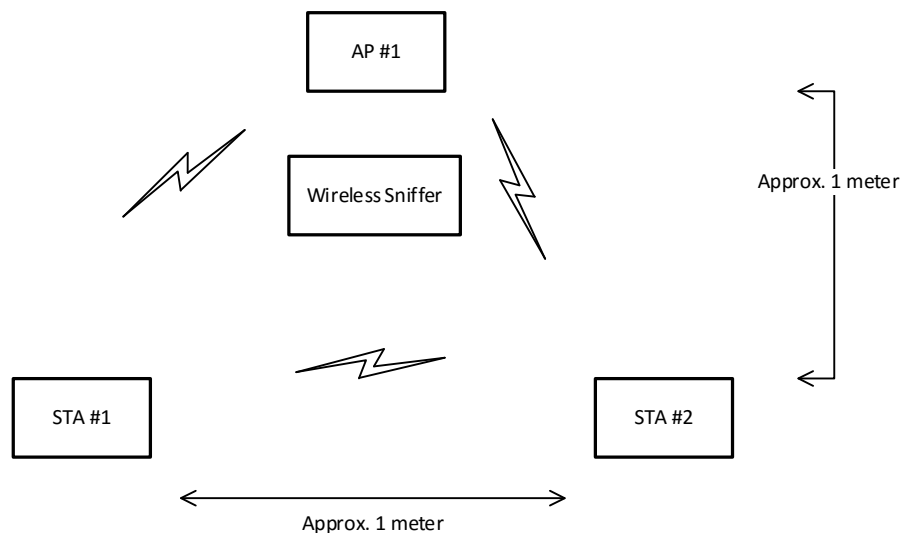 AP #1
Wireless Sniffer
Approx. 1 meter
STA #1
STA #2
Approx. 1 meter